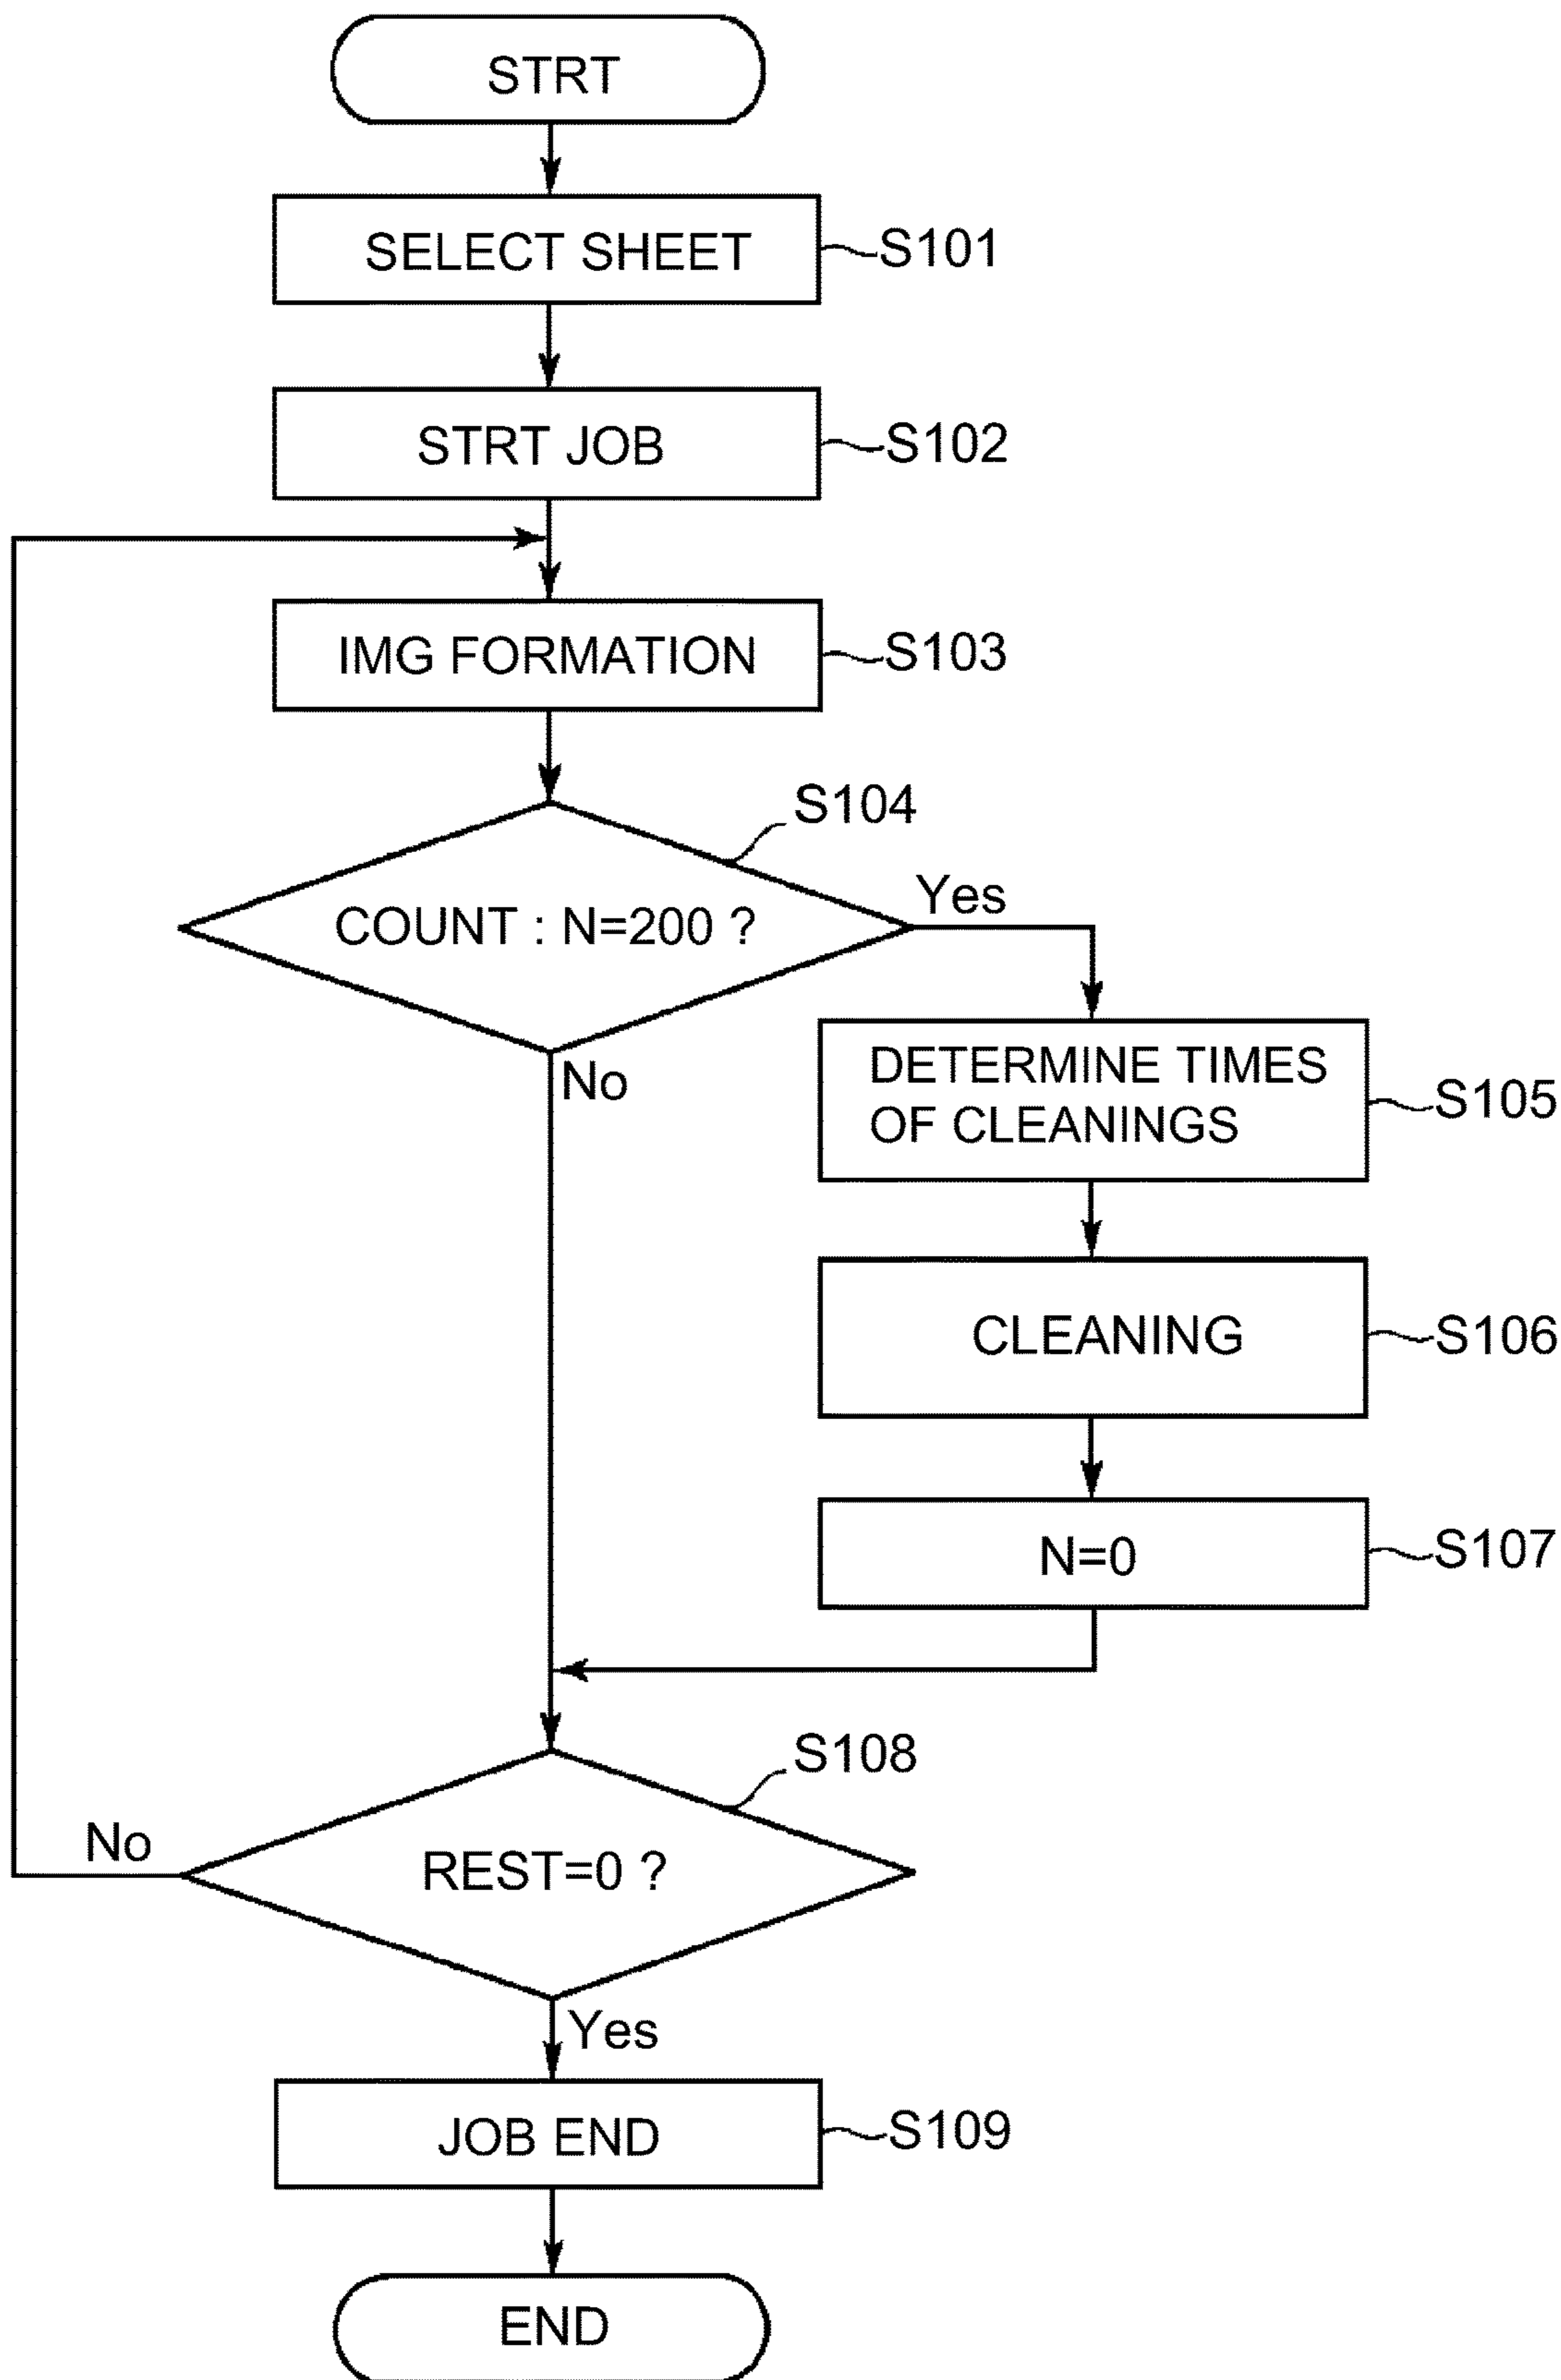 STRT
SELECT SHEET
S101
STRT JOB
S102
IMG FORMATION
S103
S104
COUNT : N=200 ?
Yes
No
DETERMINE TIMES
OF CLEANINGS
S105
CLEANING
S106
N=0
S107
S108
No
REST=0 ?
Yes
JOB END
S109
END